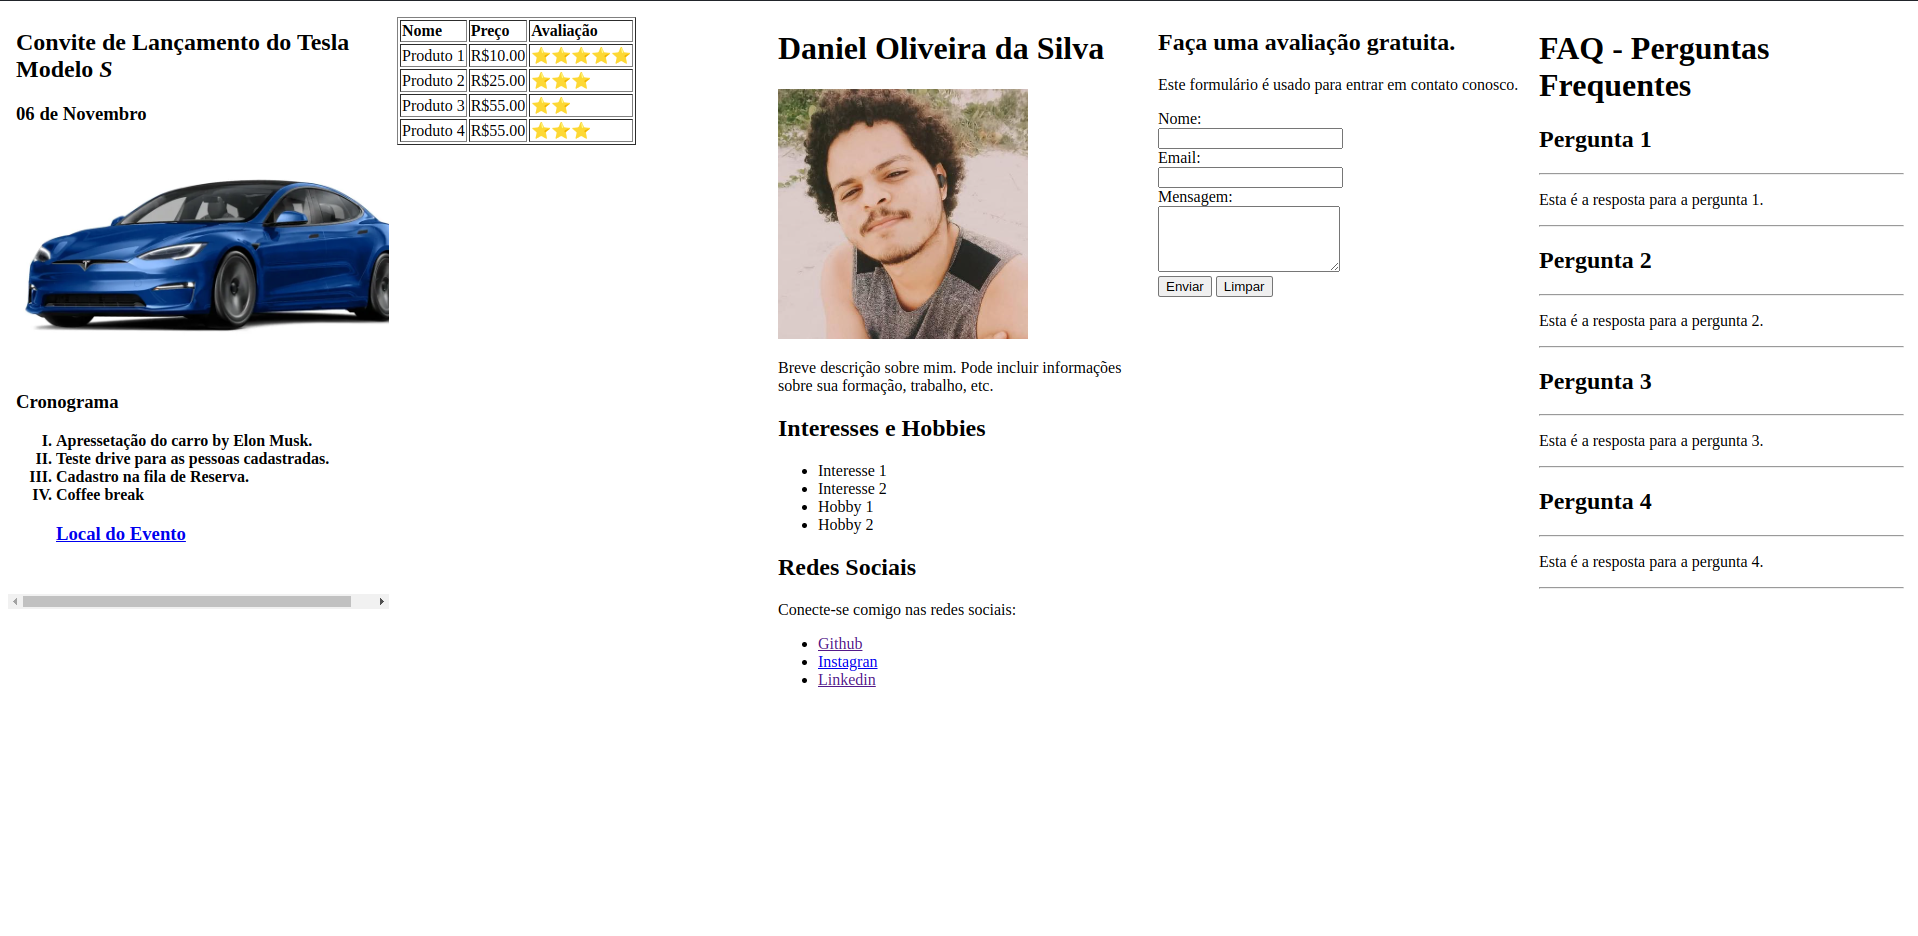 Convite de Lançamento do Tesla
Modelo S
06 de Novembro
Cronograma
I. Apressetação do carro by Elon Musk.
II. Teste drive para as pessoas cadastradas.
III. Cadastro na fila de Reserva.
IV. Coffee break
Local do Evento
Nome Preço Avaliação
Produto 1 R$10.00 ⭐⭐⭐⭐⭐
Produto 2 R$25.00 ⭐⭐⭐
Produto 3 R$55.00 ⭐⭐
Produto 4 R$55.00 ⭐⭐⭐
Daniel Oliveira da Silva
Breve descrição sobre mim. Pode incluir informações
sobre sua formação, trabalho, etc.
Interesses e Hobbies
• Interesse 1
• Interesse 2
• Hobby 1
• Hobby 2
Redes Sociais
Conecte-se comigo nas redes sociais:
• Github
• Instagran
• Linkedin
Faça uma avaliação gratuita.
Este formulário é usado para entrar em contato conosco.
Nome:
Email:
Mensagem:
Enviar Limpar
FAQ - Perguntas
Frequentes
Pergunta 1
Esta é a resposta para a pergunta 1.
Pergunta 2
Esta é a resposta para a pergunta 2.
Pergunta 3
Esta é a resposta para a pergunta 3.
Pergunta 4
Esta é a resposta para a pergunta 4.